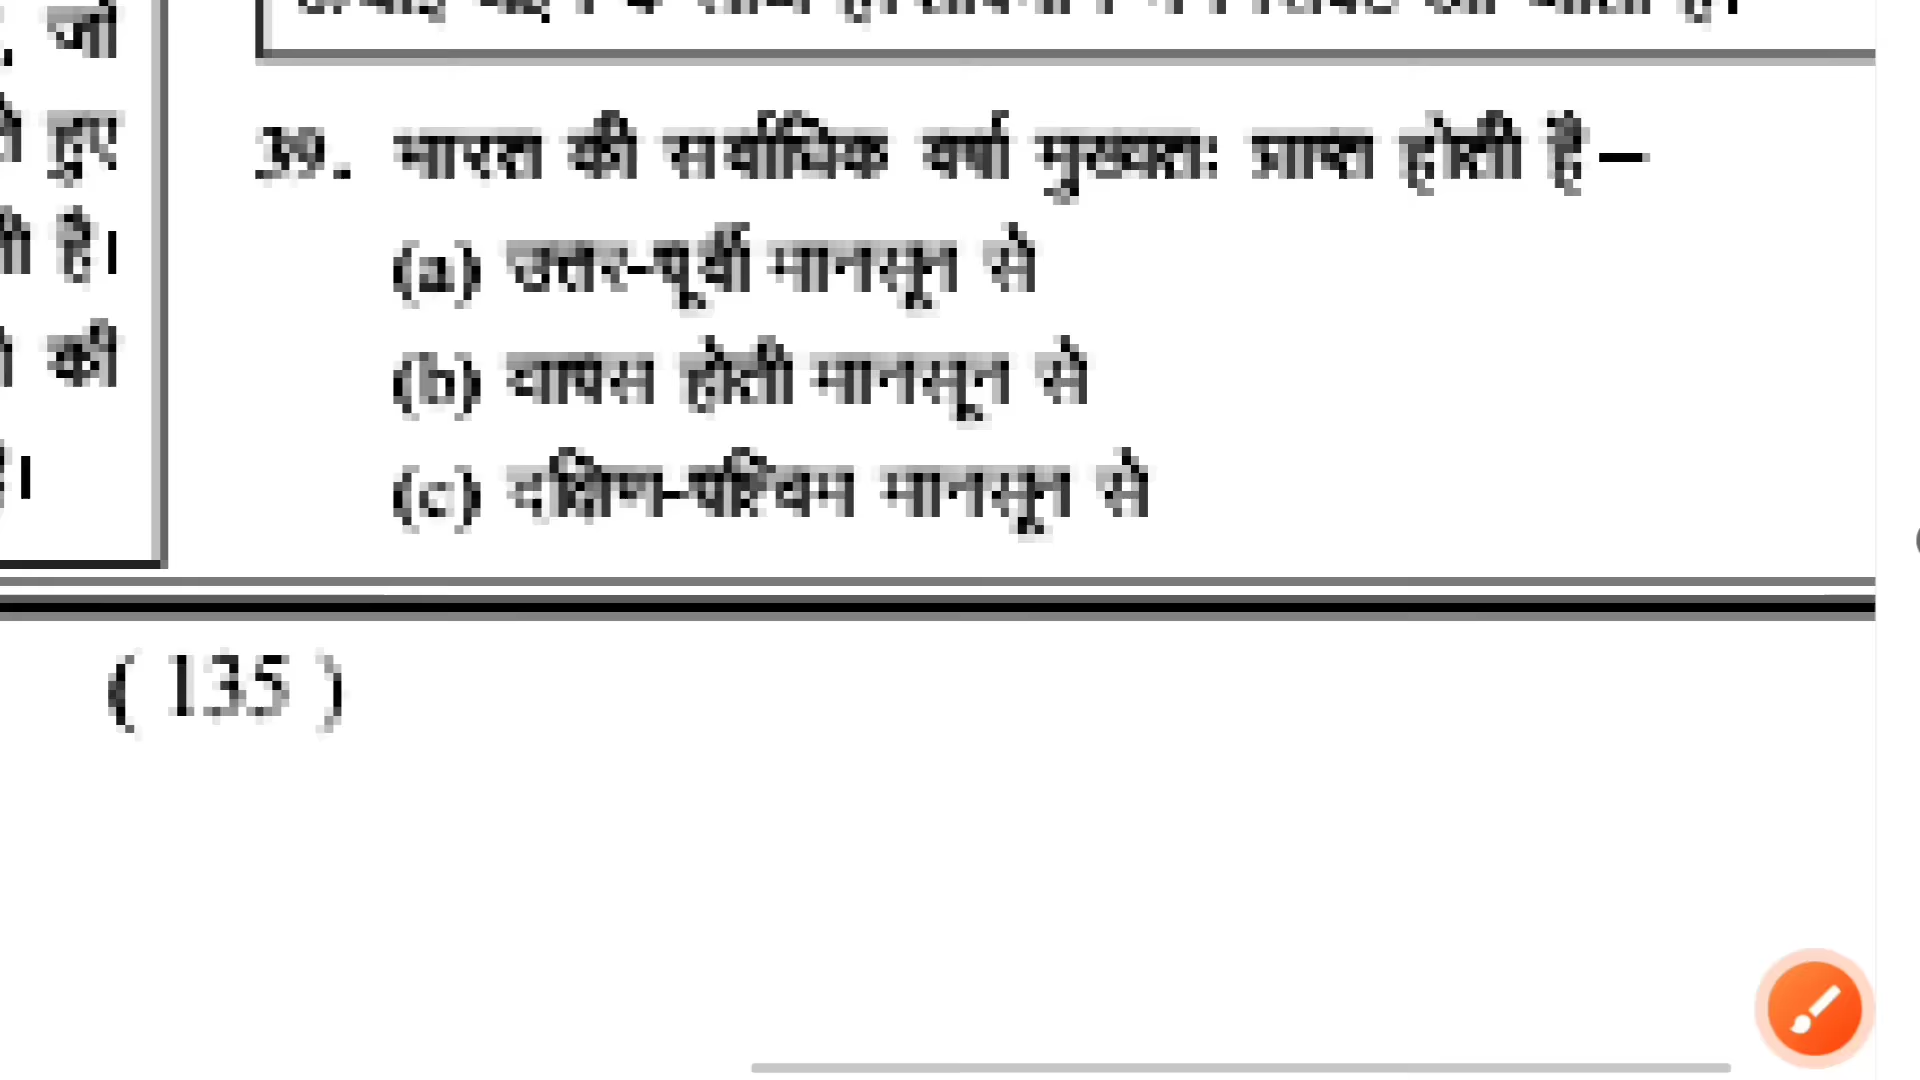 , जो
हुए
है।
की
39. भारत की सर्वाधिक वर्षा मुख्यतः प्राप्त होती है–
(a) उत्तर-पूर्वी मानसून से
(b) वापस होती मानसून से
(c) दक्षिण-पश्चिम मानसून से
( 135 )